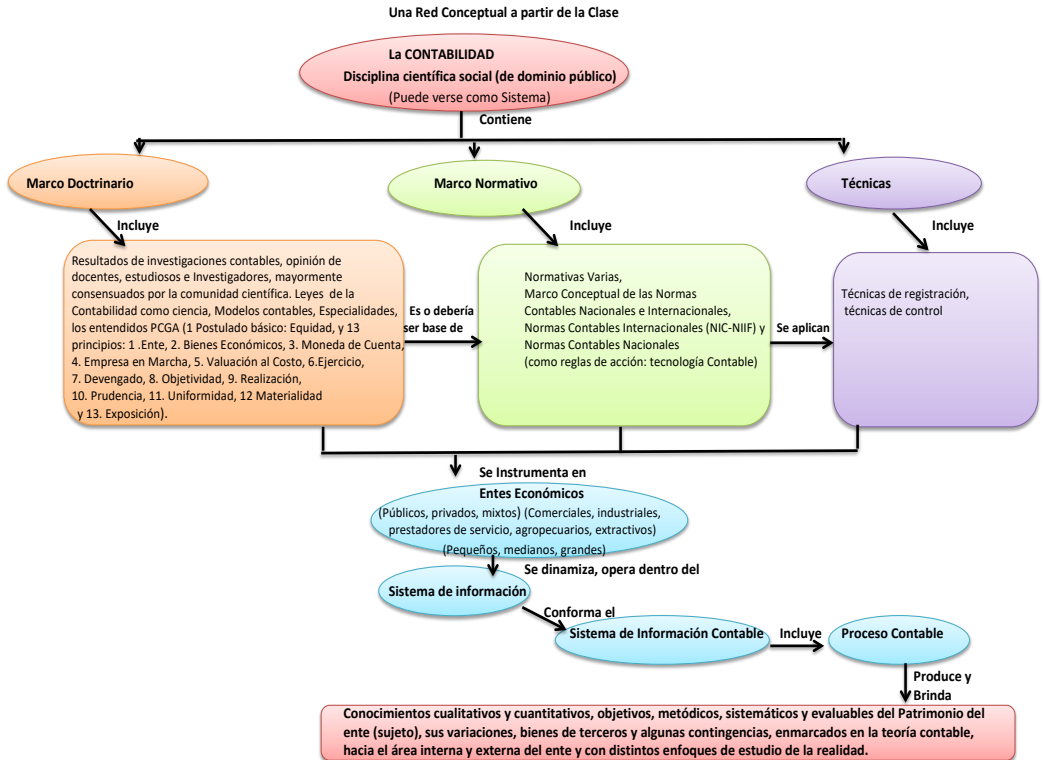 Una Red Conceptual a partir de la Clase
La CONTABILIDAD
Disciplina científica social (de dominio público)
(Puede verse como Sistema)
Contiene
Marco Doctrinario
Marco Normativo
Técnicas
Incluye
Incluye
Incluye
Resultados de investigaciones contables, opinión de
docentes, estudiosos e Investigadores, mayormente
consensuados por la comunidad científica. Leyes de la
Contabilidad como ciencia, Modelos contables, Especialidades,
los entendidos PCGA (1 Postulado básico: Equidad, y 13
principios: 1 .Ente, 2. Bienes Económicos, 3. Moneda de Cuenta,
4. Empresa en Marcha, 5. Valuación al Costo, 6.Ejercicio,
7. Devengado, 8. Objetividad, 9. Realización,
10. Prudencia, 11. Uniformidad, 12 Materialidad
y 13. Exposición).
Es o debería
ser base de
Normativas Varias,
Marco Conceptual de las Normas
Contables Nacionales e Internacionales,
Normas Contables Internacionales (NIC-NIIF) y
Normas Contables Nacionales
(como reglas de acción: tecnología Contable)
Se aplican
Técnicas de registración,
técnicas de control
Se Instrumenta en
Entes Económicos
(Públicos, privados, mixtos) (Comerciales, industriales,
prestadores de servicio, agropecuarios, extractivos)
(Pequeños, medianos, grandes)
Se dinamiza, opera dentro del
Sistema de información
Conforma el
Sistema de Información Contable
Incluye
Proceso Contable
Produce y
Brinda
Conocimientos cualitativos y cuantitativos, objetivos, metódicos, sistemáticos y evaluables del Patrimonio del
ente (sujeto), sus variaciones, bienes de terceros y algunas contingencias, enmarcados en la teoría contable,
hacia el área interna y externa del ente y con distintos enfoques de estudio de la realidad.